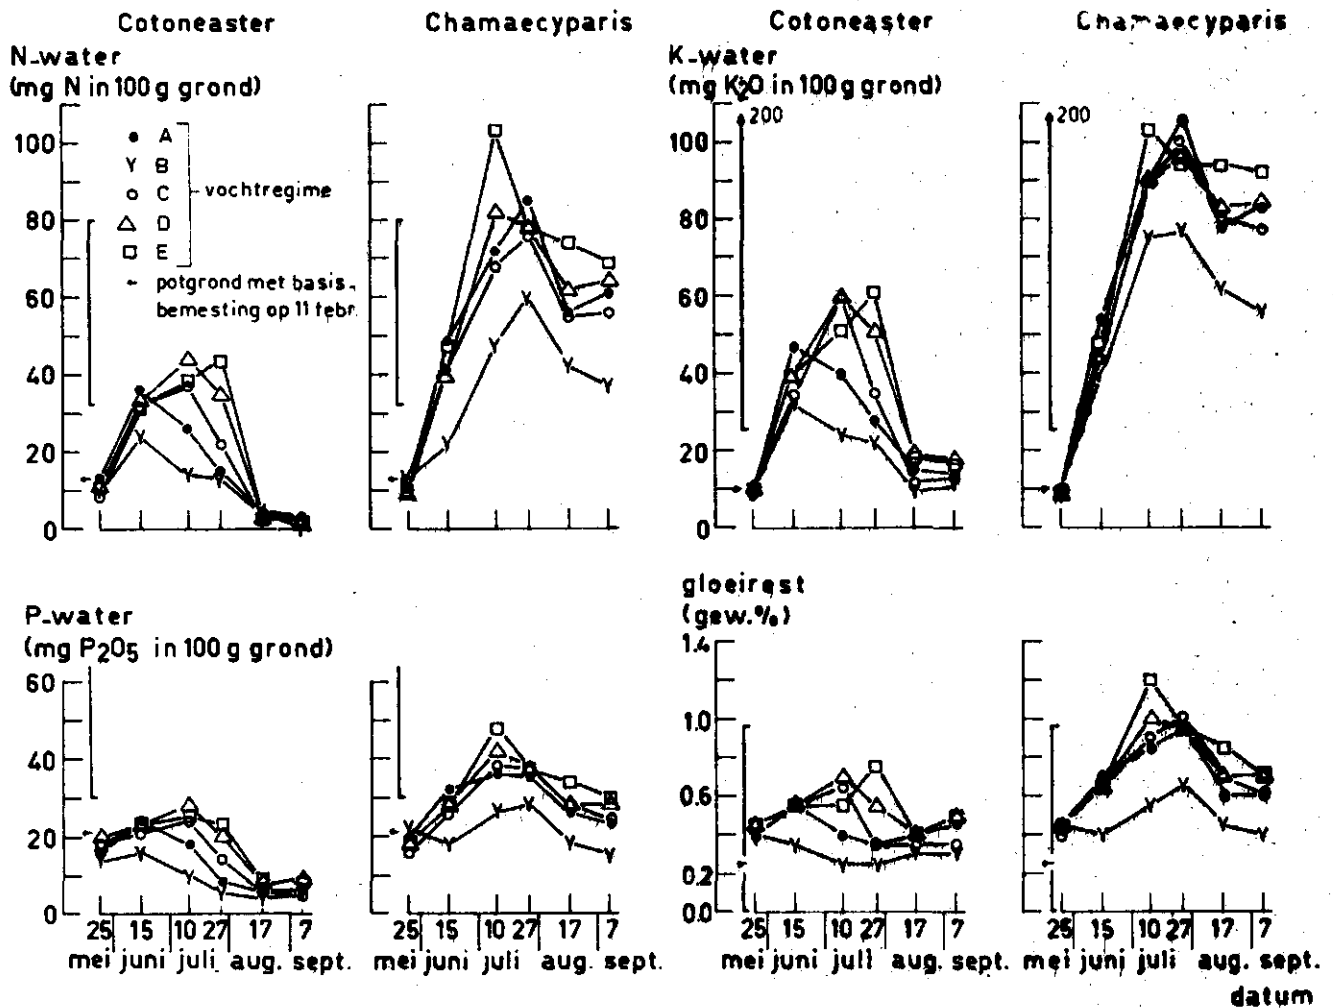 Cotoneaster Chamaecyparis Cotoneaster Chamaecyparis
N-water
(mg N in 100 g grond)
K-water
(mg K2O in 100 g grond)
100
80
60
40
20
0
A
B
C
D
E
vochtregime
potgrond met basis-
bemesting op 11 febr.
200
100
80
60
40
20
0
200
P-water
(mg P2O5 in 100 g grond)
60
40
20
0
gloeirest
(gew.%)
1.4
1.0
0.6
0.2
0.0
25 15 10 27 17 7
mei juni juli aug. sept.
25 15 10 27 17 7
mei juni juli aug. sept.
25 15 10 27 17 7
mei juni juli aug. sept.
25 15 10 27 17 7
mei juni juli aug. sept.
datum